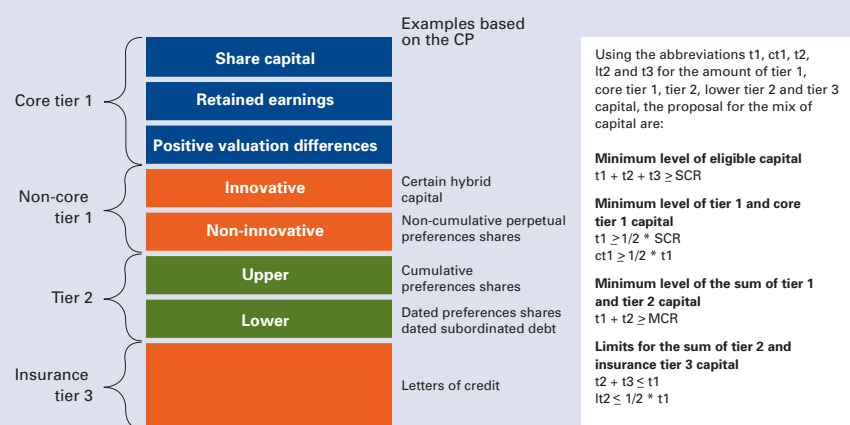 Examples based
on the CP
Core tier 1
Share capital
Retained earnings
Positive valuation differences
Non-core
tier 1
Innovative
Certain hybrid
capital
Non-innovative
Non-cumulative perpetual
preferences shares
Tier 2
Upper
Cumulative
preferences shares
Lower
Dated preferences shares
dated subordinated debt
Insurance
tier 3
Letters of credit
Using the abbreviations t1, ct1, t2,
lt2 and t3 for the amount of tier 1,
core tier 1, tier 2, lower tier 2 and tier 3
capital, the proposal for the mix of
capital are:
Minimum level of eligible capital
t1 + t2 + t3 ≥ SCR
Minimum level of tier 1 and core
tier 1 capital
t1 ≥ 1/2 * SCR
ct1 ≥ 1/2 * t1
Minimum level of the sum of tier 1
and tier 2 capital
t1 + t2 ≥ MCR
Limits for the sum of tier 2 and
insurance tier 3 capital
t2 + t3 ≤ t1
lt2 ≤ 1/2 * t1